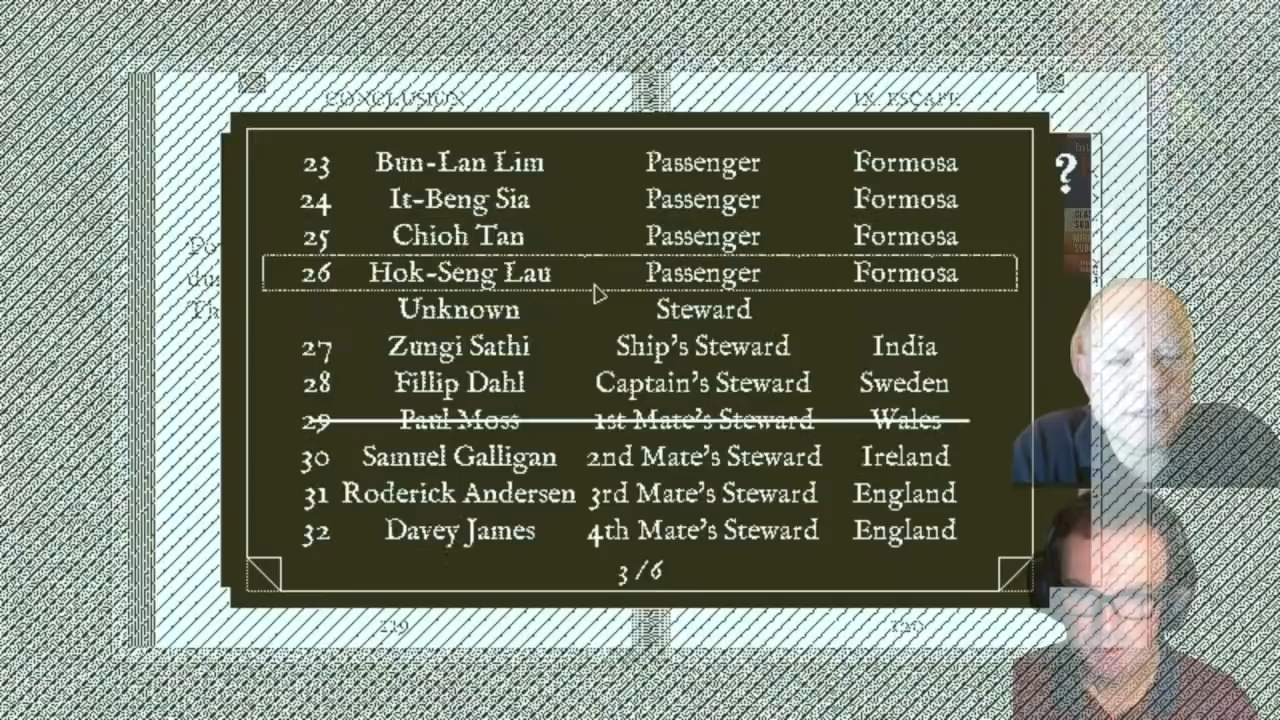 CONCLUSION
IX. ESCAPE
23 Bun-Lan Lim Passenger Formosa
24 It-Beng Sia Passenger Formosa
25 Chioh Tan Passenger Formosa
26 Hok-Seng Lau Passenger Formosa
Unknown Steward
27 Zungi Sathi Ship's Steward India
28 Fillip Dahl Captain's Steward Sweden
29 Paul Moss 1st Mate's Steward Wales
30 Samuel Galligan 2nd Mate's Steward Ireland
31 Roderick Andersen 3rd Mate's Steward England
32 Davey James 4th Mate's Steward England
3/6
?